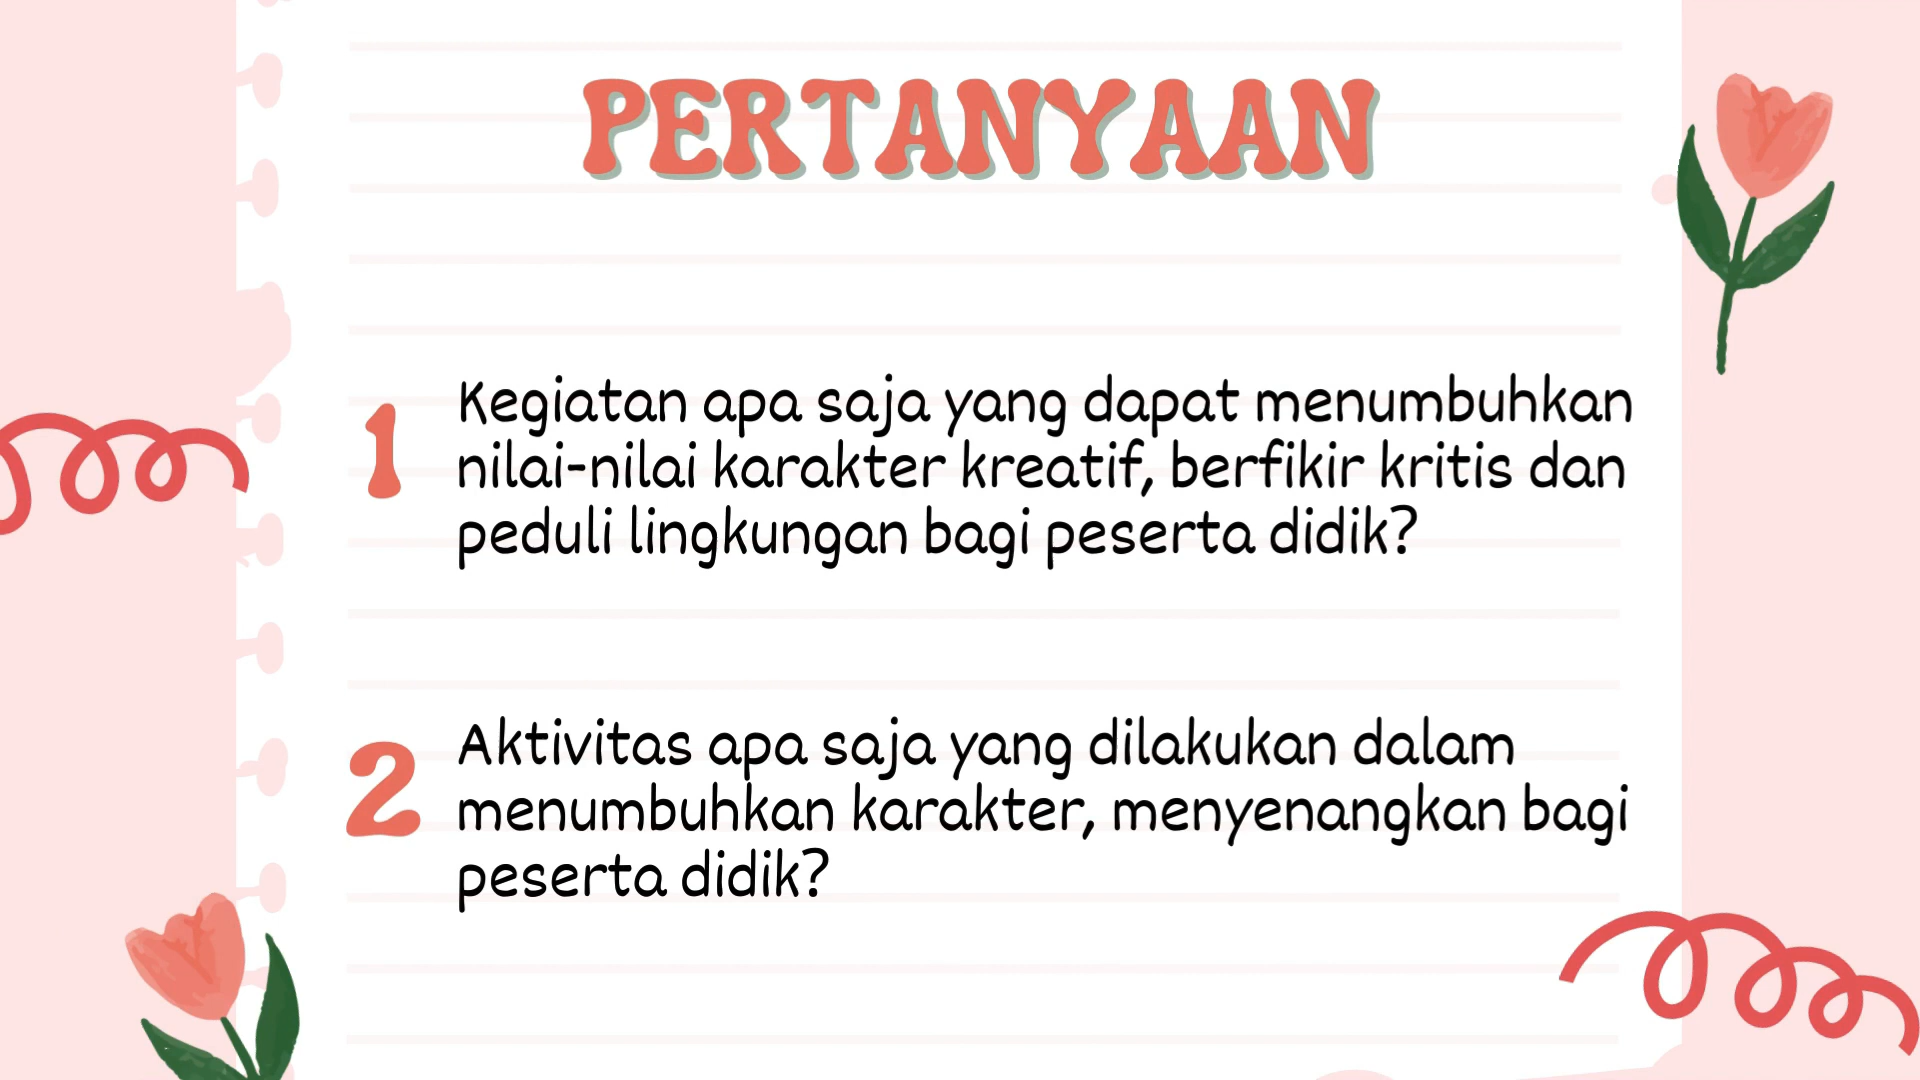 PERTANYAAN
1
Kegiatan apa saja yang dapat menumbuhkan
nilai-nilai karakter kreatif, berfikir kritis dan
peduli lingkungan bagi peserta didik?
2
Aktivitas apa saja yang dilakukan dalam
menumbuhkan karakter, menyenangkan bagi
peserta didik?